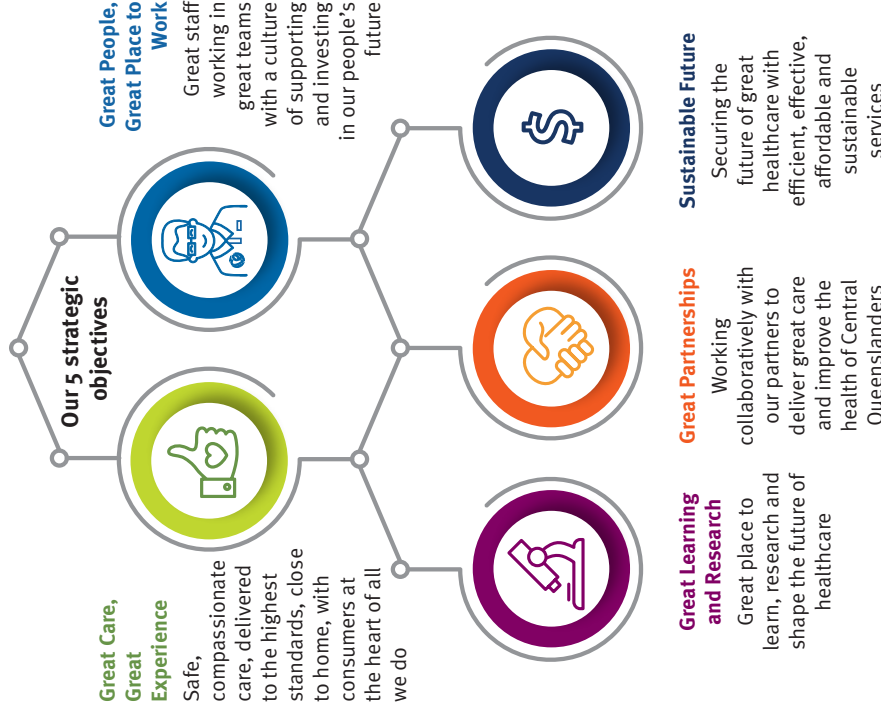 Our 5 strategic
objectives
Great Care,
Great
Experience
Safe,
compassionate
care, delivered
to the highest
standards, close
to home, with
consumers at
the heart of all
we do
Great People,
Great Place to
Work
Great staff
working in
great teams
with a culture
of supporting
and investing
in our people's
future
Great Learning
and Research
Great place to
learn, research and
shape the future of
healthcare
Great Partnerships
Working
collaboratively with
our partners to
deliver great care
and improve the
health of Central
Queenslanders
Sustainable Future
Securing the
future of great
healthcare with
efficient, effective,
affordable and
sustainable
services